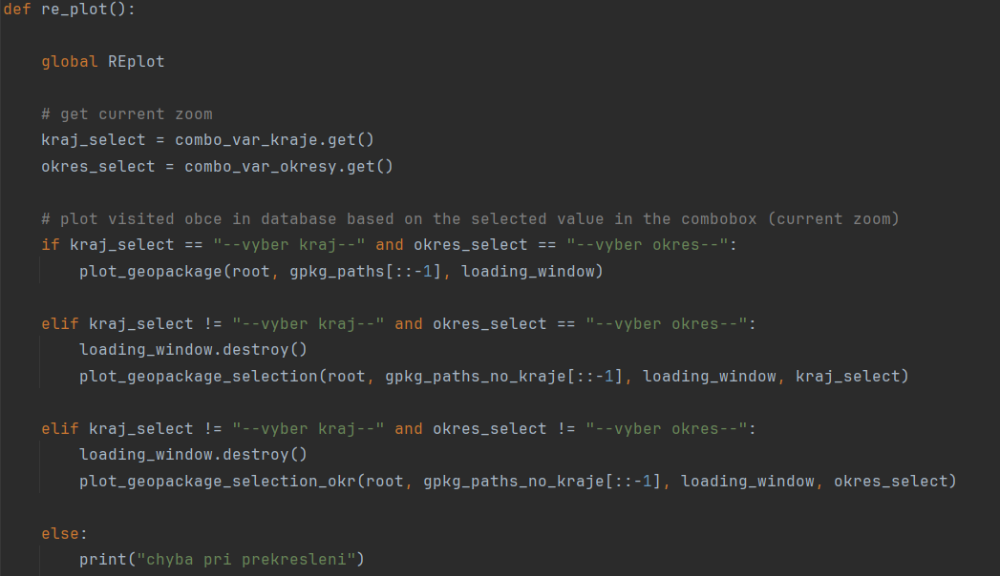 def re_plot():
global REplot
# get current zoom
kraj_select = combo_var_kraje.get()
okres_select = combo_var_okresy.get()
# plot visited obce in database based on the selected value in the combobox (current zoom)
if kraj_select == "--vyber kraj--" and okres_select == "--vyber okres--":
plot_geopackage(root, gpkg_paths[::-1], loading_window)
elif kraj_select != "--vyber kraj--" and okres_select == "--vyber okres--":
loading_window.destroy()
plot_geopackage_selection(root, gpkg_paths_no_kraje[::-1], loading_window, kraj_select)
elif kraj_select != "--vyber kraj--" and okres_select != "--vyber okres--":
loading_window.destroy()
plot_geopackage_selection_okr(root, gpkg_paths_no_kraje[::-1], loading_window, okres_select)
else:
print("chyba pri prekresleni")